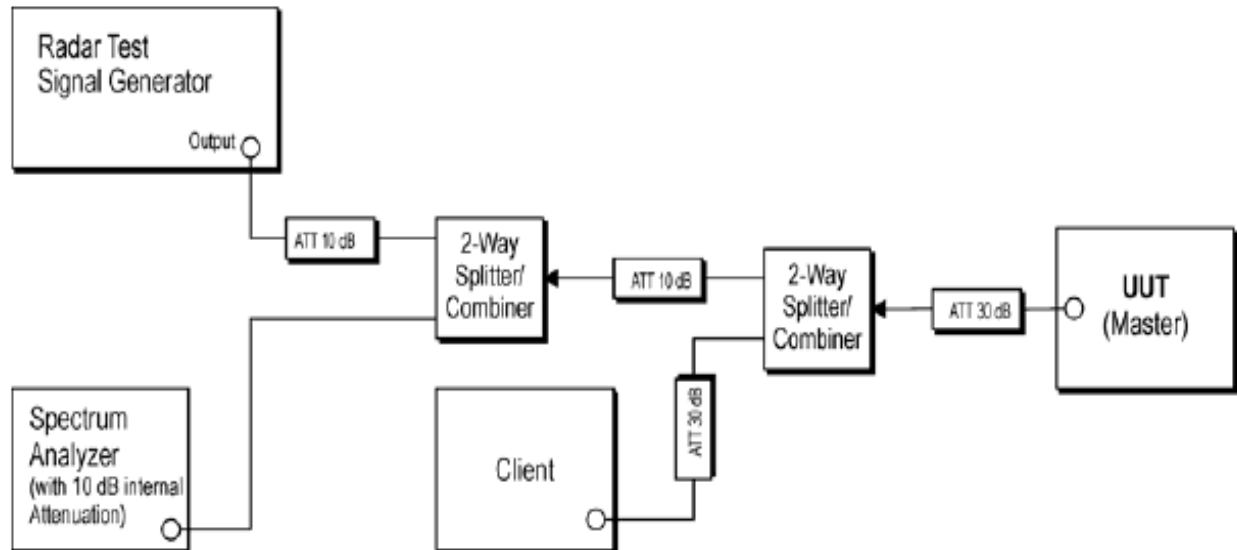 Radar Test
Signal Generator
Output
ATT 10 dB
2-Way
Splitter/
Combiner
ATT 10 dB
2-Way
Splitter/
Combiner
ATT 30 dB
UUT
(Master)
ATT 30 dB
Spectrum
Analyzer
(with 10 dB internal
Attenuation)
Client